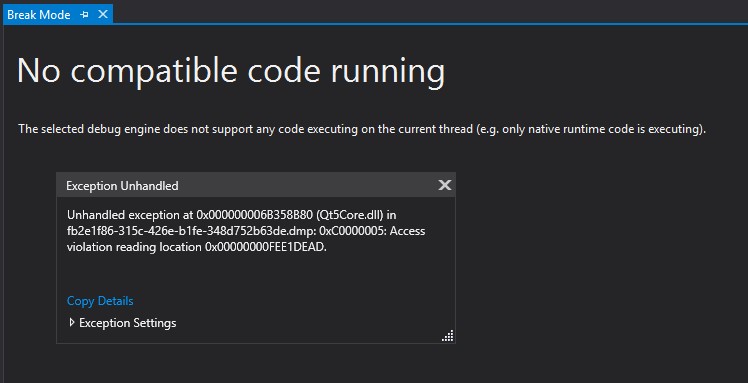 Break Mode
No compatible code running
The selected debug engine does not support any code executing on the current thread (e.g. only native runtime code is executing).
Exception Unhandled
Unhandled exception at 0x000000006B358B80 (Qt5Core.dll) in
fb2e1f86-315c-426e-b1fe-348d752b63de.dmp: 0xC0000005: Access
violation reading location 0x00000000FEE1DEAD.
Copy Details
Exception Settings